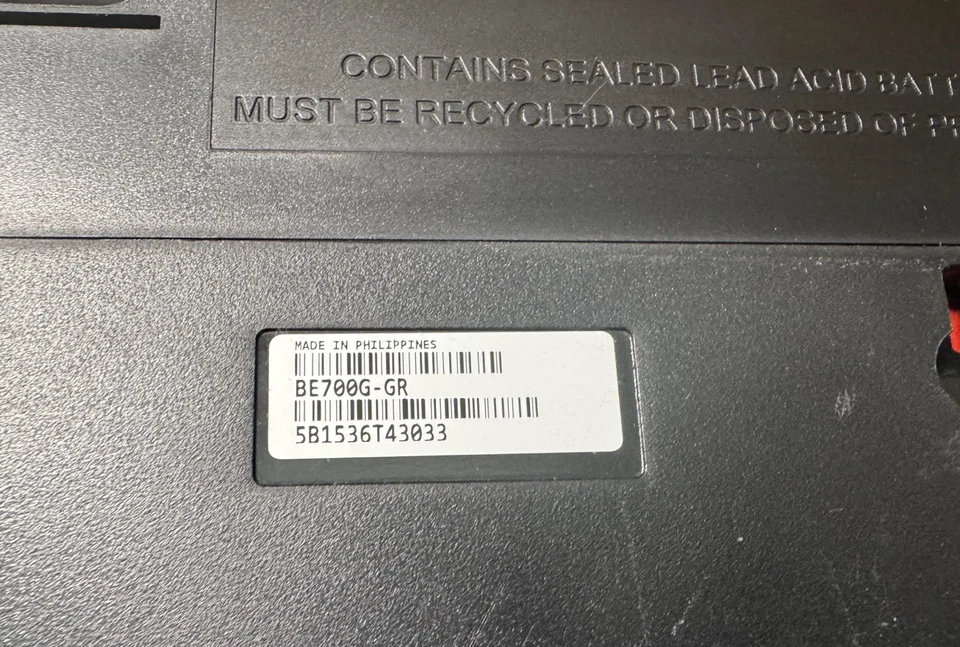 CONTAINS SEALED LEAD ACID
MUST BE RECYCLED OR DISPOSED OF
MADE IN PHILIPPINES
BE700G-GR
5B1536T43033